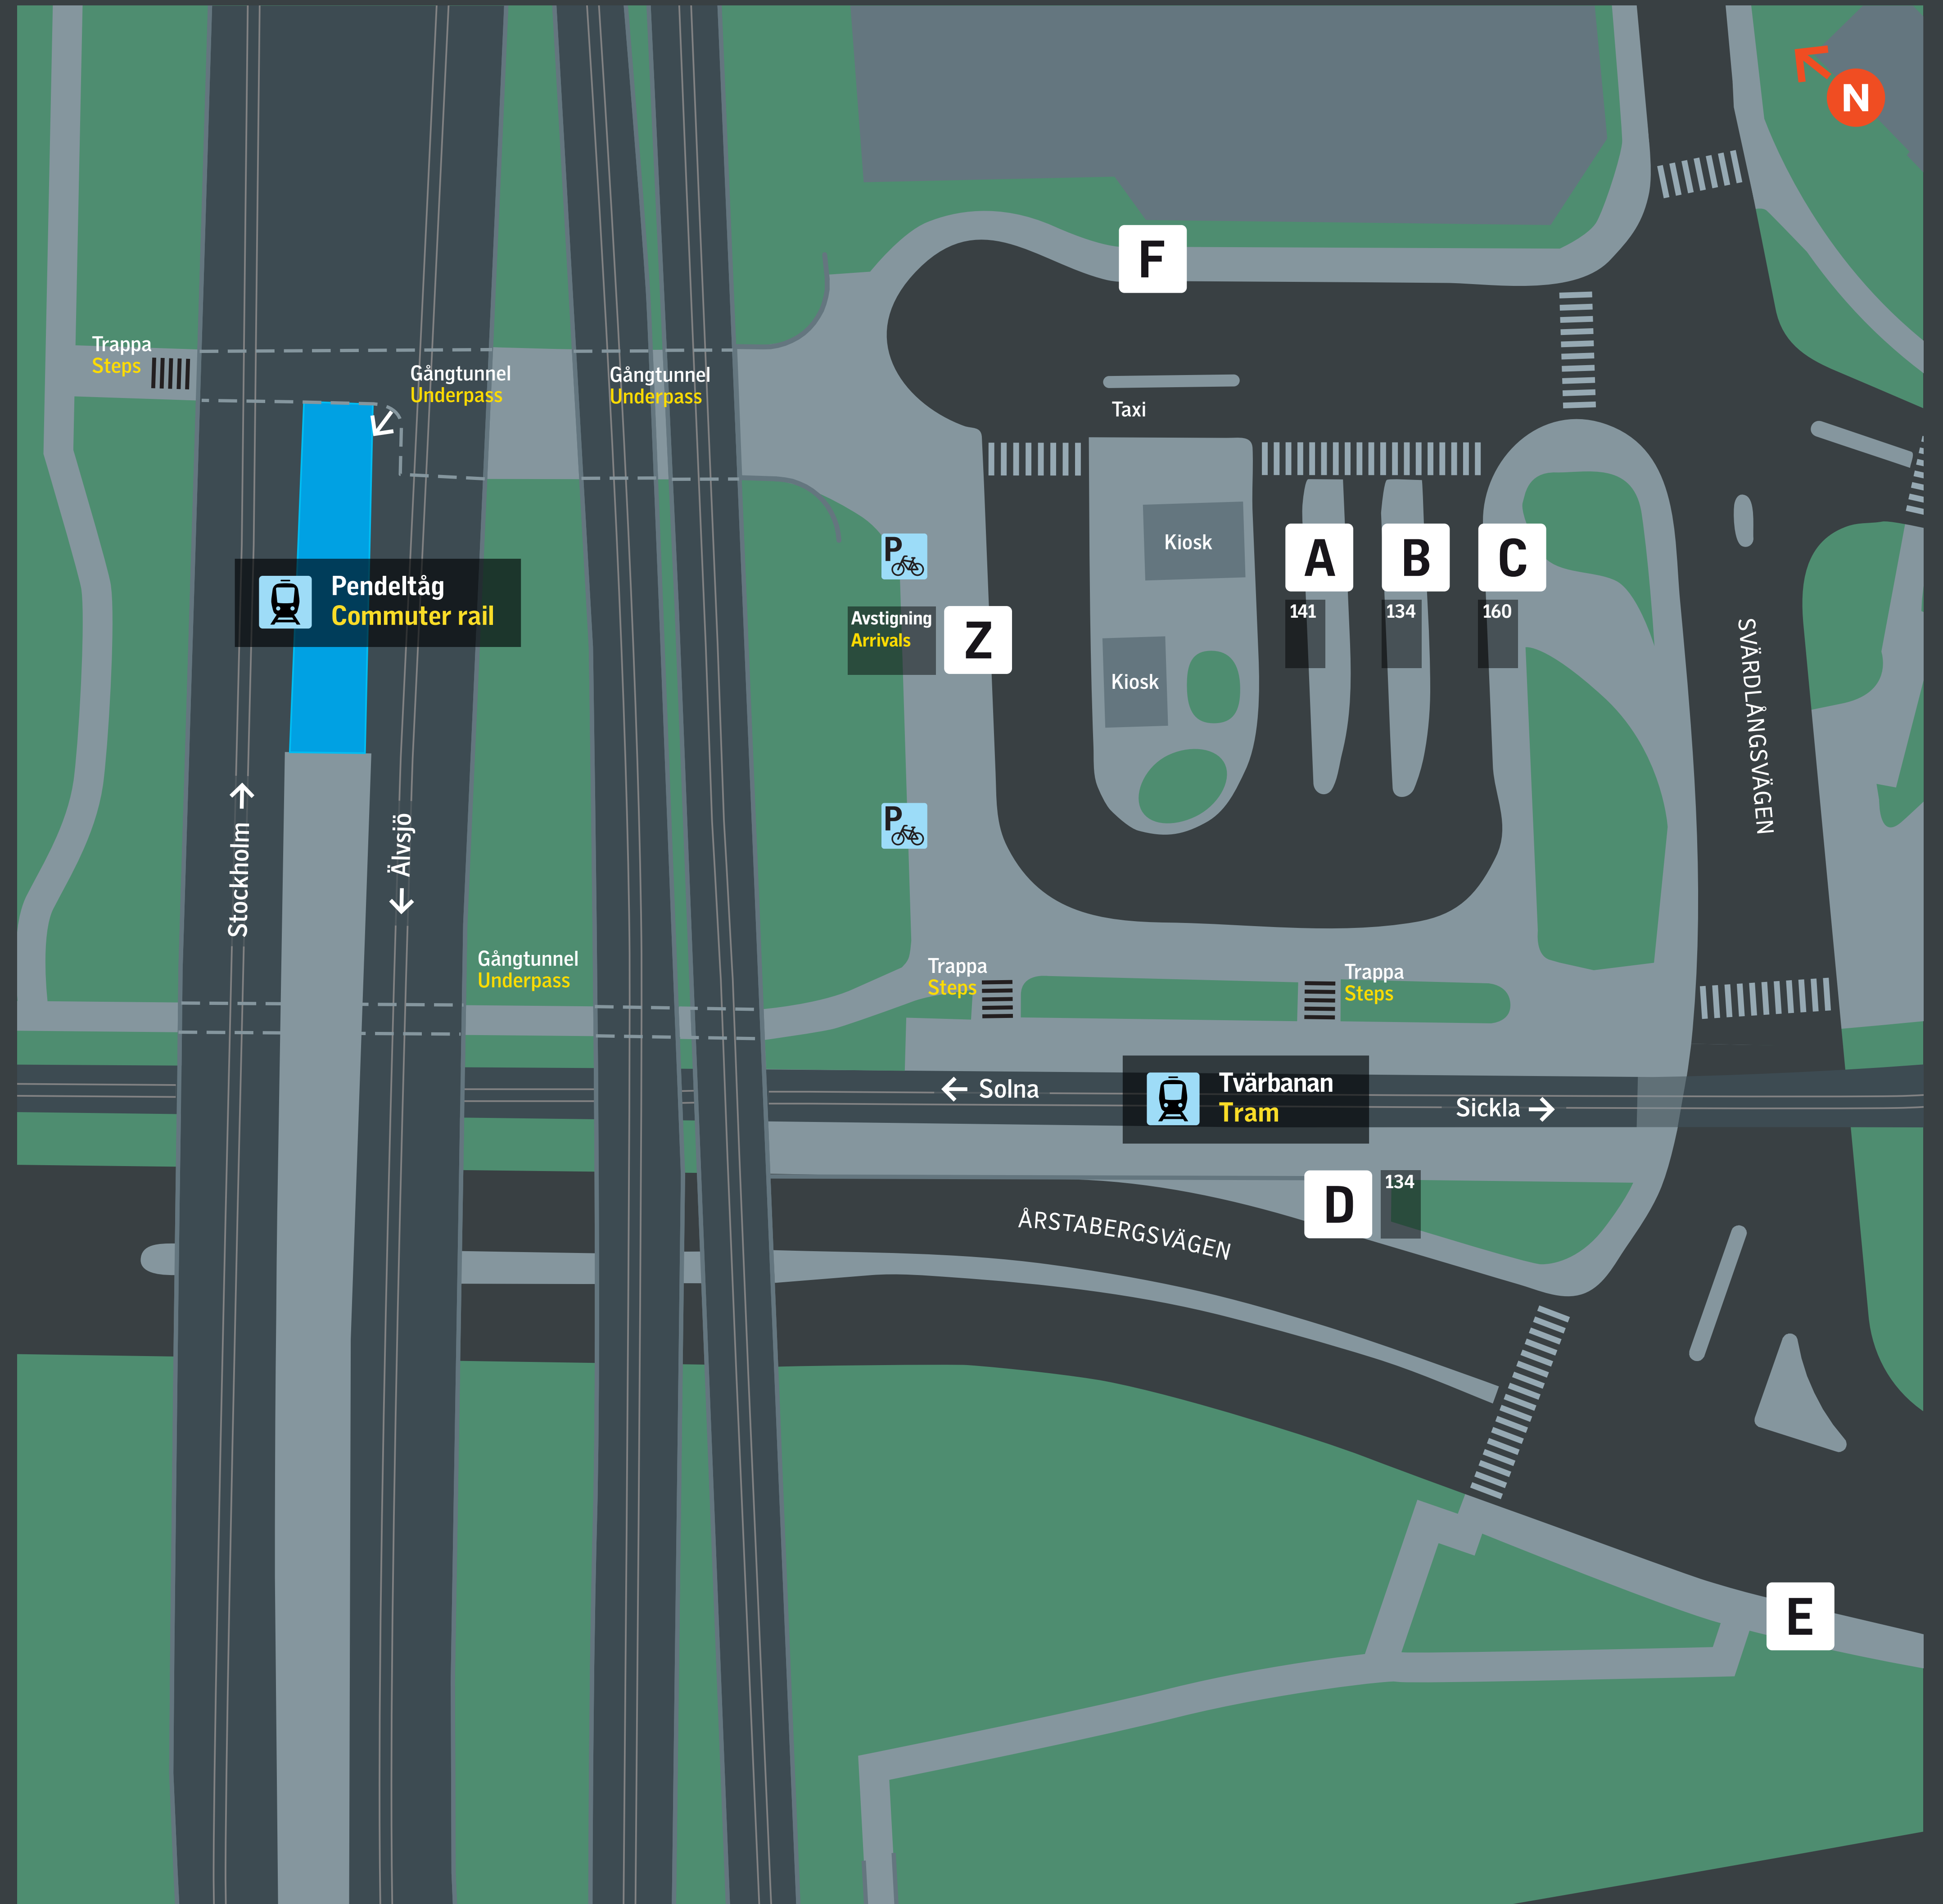 N
F
Trappa
Steps
Gångtunnel
Underpass
Gångtunnel
Underpass
Taxi
Kiosk
A
B
C
P
Pendeltåg
Commuter rail
141
134
160
Avstigning
Arrivals
Z
Kiosk
SVÄRDLÅNGSVÄGEN
P
Stockholm
Älvsjö
Gångtunnel
Underpass
Trappa
Steps
Trappa
Steps
Solna
Tvärbanan
Tram
Sickla
D
134
ÅRSTABERGSVÄGEN
E